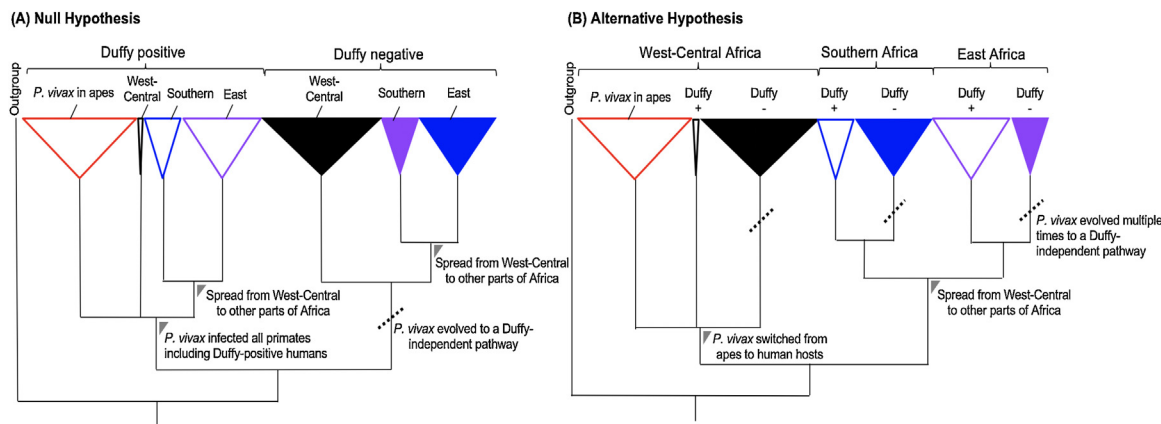 (A) Null Hypothesis
Duffy positive
Duffy negative
Outgroup
P. vivax in apes
West-
Central
Southern
East
West-
Central
Southern
East
Spread from West-Central
to other parts of Africa
Spread from West-Central
to other parts of Africa
P. vivax infected all primates
including Duffy-positive humans
P. vivax evolved to a Duffy-
independent pathway
(B) Alternative Hypothesis
West-Central Africa
Southern Africa
East Africa
Outgroup
P. vivax in apes
Duffy
+
Duffy
-
Duffy
+
Duffy
-
Duffy
+
Duffy
-
P. vivax evolved multiple
times to a Duffy-
independent pathway
Spread from West-Central
to other parts of Africa
P. vivax switched from
apes to human hosts